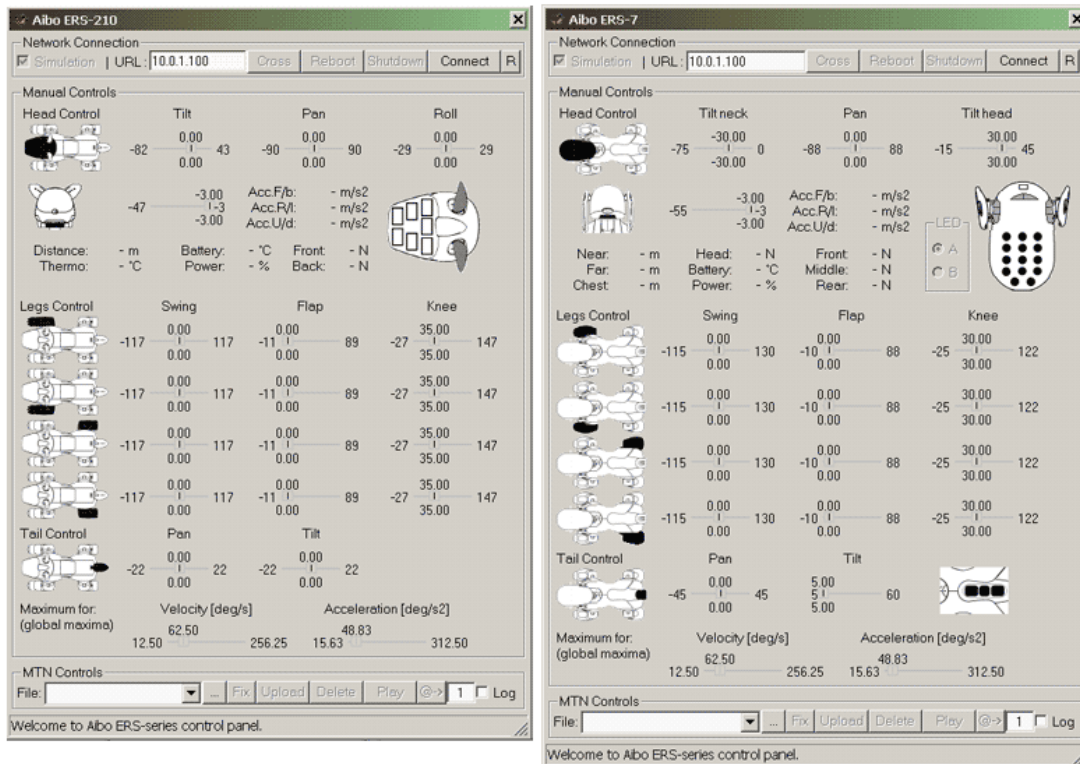 Aibo ERS-210
Network Connection
Simulation | URL: 10.0.1.100 Cross Reboot Shutdown Connect R
Manual Controls
Head Control Tilt Pan Roll
0.00 0.00 0.00
-82 43 -90 90 -29 29
0.00 0.00 0.00
-3.00 Acc.F/b: - m/s2
-47 -3 Acc.R/l: - m/s2
-3.00 Acc.U/d: - m/s2
Distance: - m Battery: - °C Front: - N
Thermo: - °C Power: - % Back: - N
Legs Control Swing Flap Knee
0.00 0.00 35.00
-117 117 -11 89 -27 147
0.00 0.00 35.00
0.00 0.00 35.00
-117 117 -11 89 -27 147
0.00 0.00 35.00
0.00 0.00 35.00
-117 117 -11 89 -27 147
0.00 0.00 35.00
0.00 0.00 35.00
-117 117 -11 89 -27 147
0.00 0.00 35.00
Tail Control Pan Tilt
0.00 0.00
-22 22 -22 22
0.00 0.00
Maximum for: Velocity [deg/s] Acceleration [deg/s2]
(global maxima) 62.50 48.83
12.50 256.25 15.63 312.50
MTN Controls
File: ... Fix Upload Delete Play @-> 1 Log
Welcome to Aibo ERS-series control panel.
Aibo ERS-7
Network Connection
Simulation | URL: 10.0.1.100 Cross Reboot Shutdown Connect R
Manual Controls
Head Control Tilt neck Pan Tilt head
-30.00 0.00 30.00
-75 0 -88 88 -15 45
-30.00 0.00 30.00
-3.00 Acc.F/b: - m/s2
-55 -3 Acc.R/l: - m/s2
-3.00 Acc.U/d: - m/s2
LED
A
B
Near: - m Head: - N Front: - N
Far: - m Battery: - °C Middle: - N
Chest: - m Power: - % Rear: - N
Legs Control Swing Flap Knee
0.00 0.00 30.00
-115 130 -10 88 -25 122
0.00 0.00 30.00
0.00 0.00 30.00
-115 130 -10 88 -25 122
0.00 0.00 30.00
0.00 0.00 30.00
-115 130 -10 88 -25 122
0.00 0.00 30.00
0.00 0.00 30.00
-115 130 -10 88 -25 122
0.00 0.00 30.00
Tail Control Pan Tilt
0.00 5.00
-45 45 5 60
0.00 5.00
Maximum for: Velocity [deg/s] Acceleration [deg/s2]
(global maxima) 62.50 48.83
12.50 256.25 15.63 312.50
MTN Controls
File: ... Fix Upload Delete Play @-> 1 Log
Welcome to Aibo ERS-series control panel.